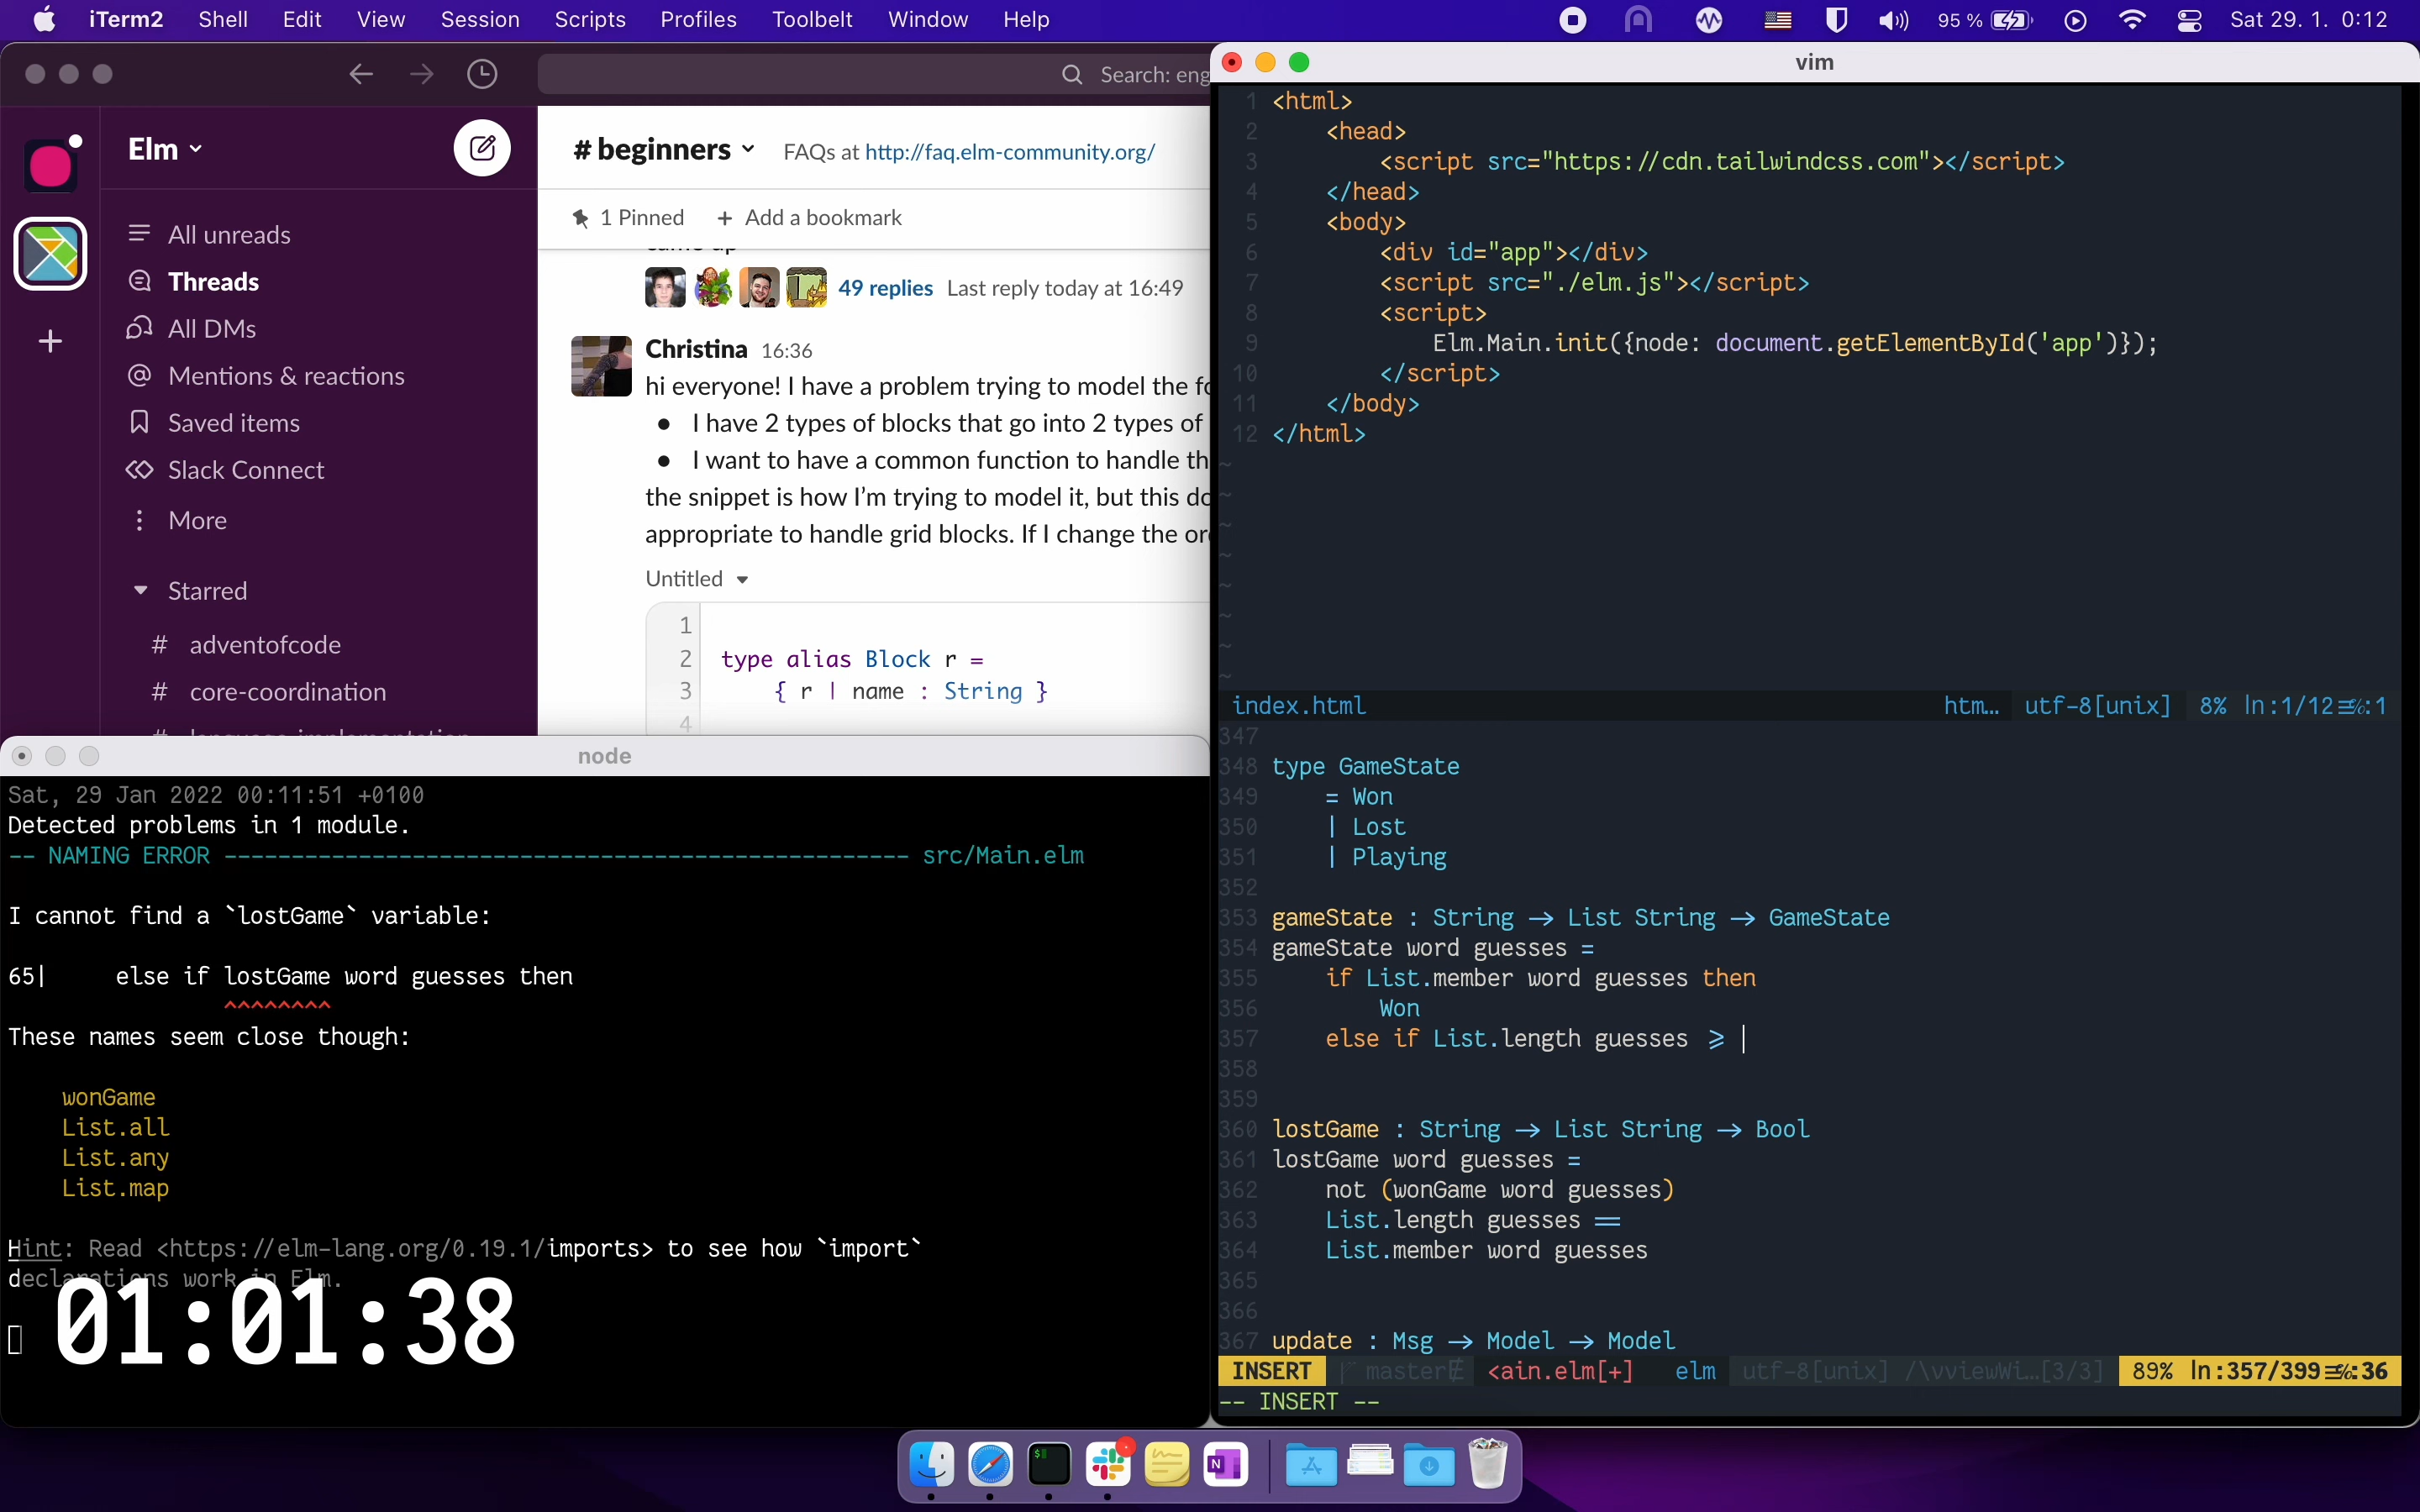 iTerm2 Shell Edit View Session Scripts Profiles Toolbelt Window Help
95 % Sat 29. 1. 0:12
Search: eng
Elm
All unreads
Threads
All DMs
Mentions & reactions
Saved items
Slack Connect
More
Starred
# adventofcode
# core-coordination
# beginners FAQs at http://faq.elm-community.org/
1 Pinned + Add a bookmark
49 replies Last reply today at 16:49
Christina 16:36
hi everyone! I have a problem trying to model the fo
• I have 2 types of blocks that go into 2 types of
• I want to have a common function to handle th
the snippet is how I'm trying to model it, but this do
appropriate to handle grid blocks. If I change the or
Untitled
1
2 type alias Block r =
3 { r | name : String }
4
node
Sat, 29 Jan 2022 00:11:51 +0100
Detected problems in 1 module.
-- NAMING ERROR --------------------------------------------------- src/Main.elm
I cannot find a `lostGame` variable:
65| else if lostGame word guesses then
^^^^^^^^
These names seem close though:
wonGame
List.all
List.any
List.map
Hint: Read <https://elm-lang.org/0.19.1/imports> to see how `import`
declarations work in Elm.
01:01:38
vim
1 <html>
2 <head>
3 <script src="https://cdn.tailwindcss.com"></script>
4 </head>
5 <body>
6 <div id="app"></div>
7 <script src="./elm.js"></script>
8 <script>
9 Elm.Main.init({node: document.getElementById('app')});
10 </script>
11 </body>
12 </html>
~
~
~
~
~
~
~
~
index.html htm… utf-8[unix] 8% ln:1/12 ℅:1
347
348 type GameState
349 = Won
350 | Lost
351 | Playing
352
353 gameState : String → List String → GameState
354 gameState word guesses =
355 if List.member word guesses then
356 Won
357 else if List.length guesses ⩾
358
359
360 lostGame : String → List String → Bool
361 lostGame word guesses =
362 not (wonGame word guesses)
363 List.length guesses ==
364 List.member word guesses
365
366
367 update : Msg → Model → Model
INSERT master <ain.elm[+] elm utf-8[unix] /\vviewWi…[3/3] 89% ln:357/399 ℅:36
-- INSERT --